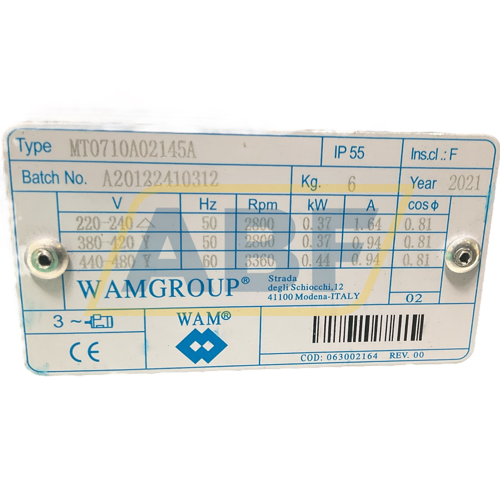 Type MT0710A02145A IP 55 Ins.cl.: F
Batch No. A20122410312 Kg. 6 Year 2021
V Hz Rpm kW A cosϕ
220-240 △ 50 2800 0.37 1.64 0.81
380-420 Y 50 2800 0.37 0.94 0.81
440-480 Y 60 3360 0.44 0.94 0.81
ABF
WAMGROUP® Strada
degli Schiocchi,12
41100 Modena-ITALY 02
3 ~ WAM®
CE
COD: 063002164 REV. 00